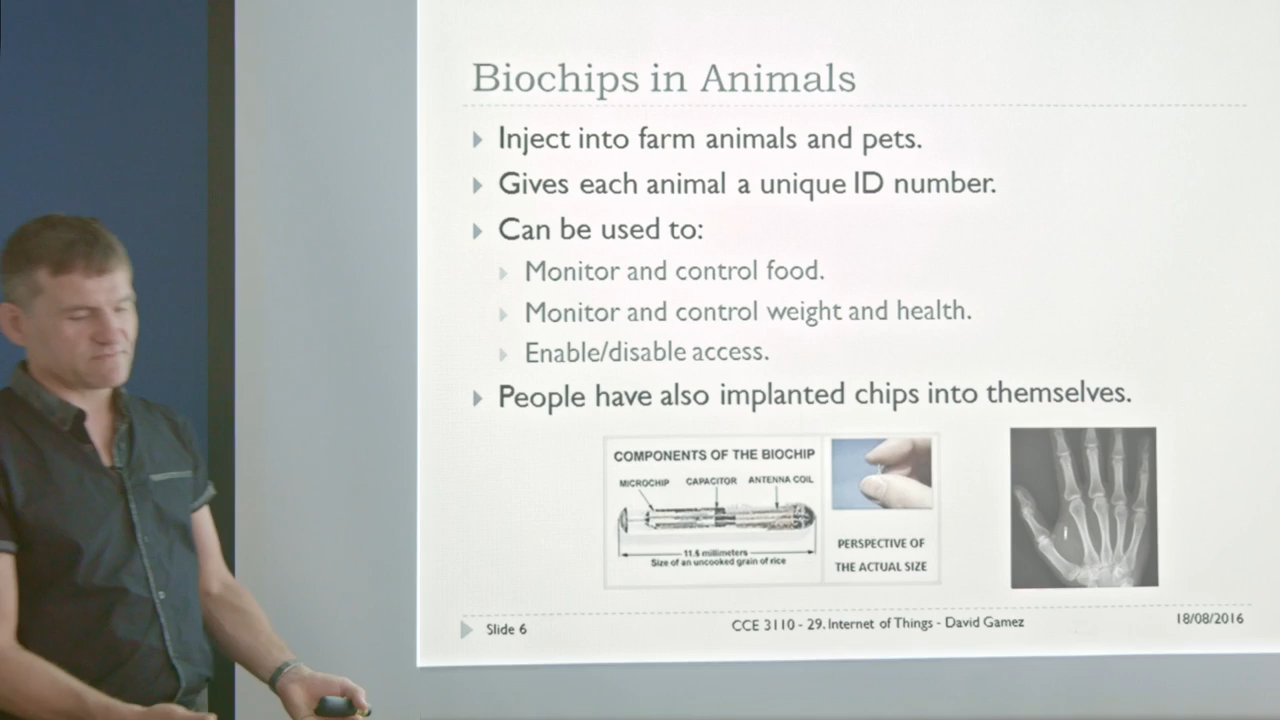 Biochips in Animals
Inject into farm animals and pets.
Gives each animal a unique ID number.
Can be used to:
Monitor and control food.
Monitor and control weight and health.
Enable/disable access.
People have also implanted chips into themselves.
COMPONENTS OF THE BIOCHIP
MICROCHIP CAPACITOR ANTENNA COIL
11.5 millimeters
Size of an uncooked grain of rice
PERSPECTIVE OF
THE ACTUAL SIZE
Slide 6
CCE 3110 - 29. Internet of Things - David Gamez
18/08/2016